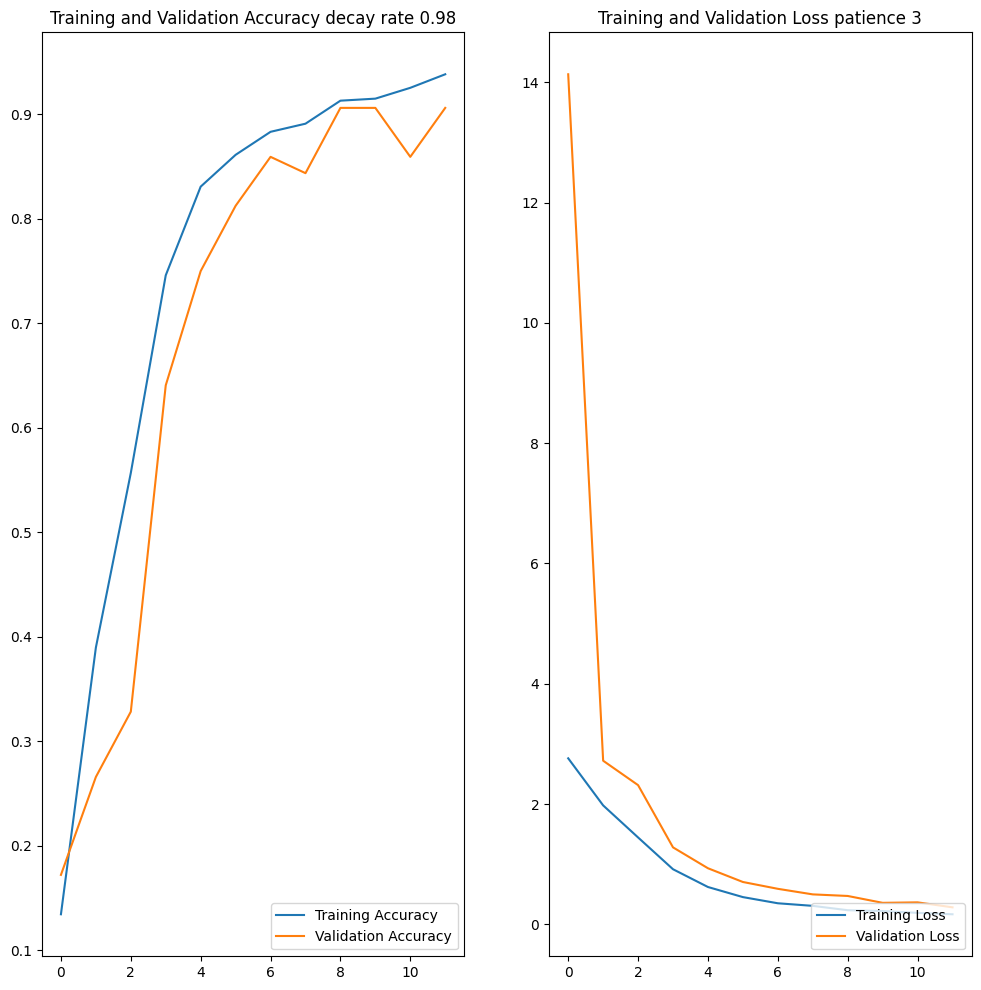 Training and Validation Accuracy decay rate 0.98
0.9
0.8
0.7
0.6
0.5
0.4
0.3
0.2
0.1
0 2 4 6 8 10
Training Accuracy
Validation Accuracy
Training and Validation Loss patience 3
14
12
10
8
6
4
2
0
0 2 4 6 8 10
Training Loss
Validation Loss